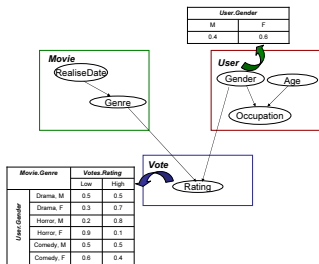 User.Gender
M F
0.4 0.6
Movie
RealiseDate
Genre
User
Gender
Age
Occupation
Vote
Rating
Movie.Genre Votes.Rating
Low High
User.Gender
Drama, M 0.5 0.5
Drama, F 0.3 0.7
Horror, M 0.2 0.8
Horror, F 0.9 0.1
Comedy, M 0.5 0.5
Comedy, F 0.6 0.4